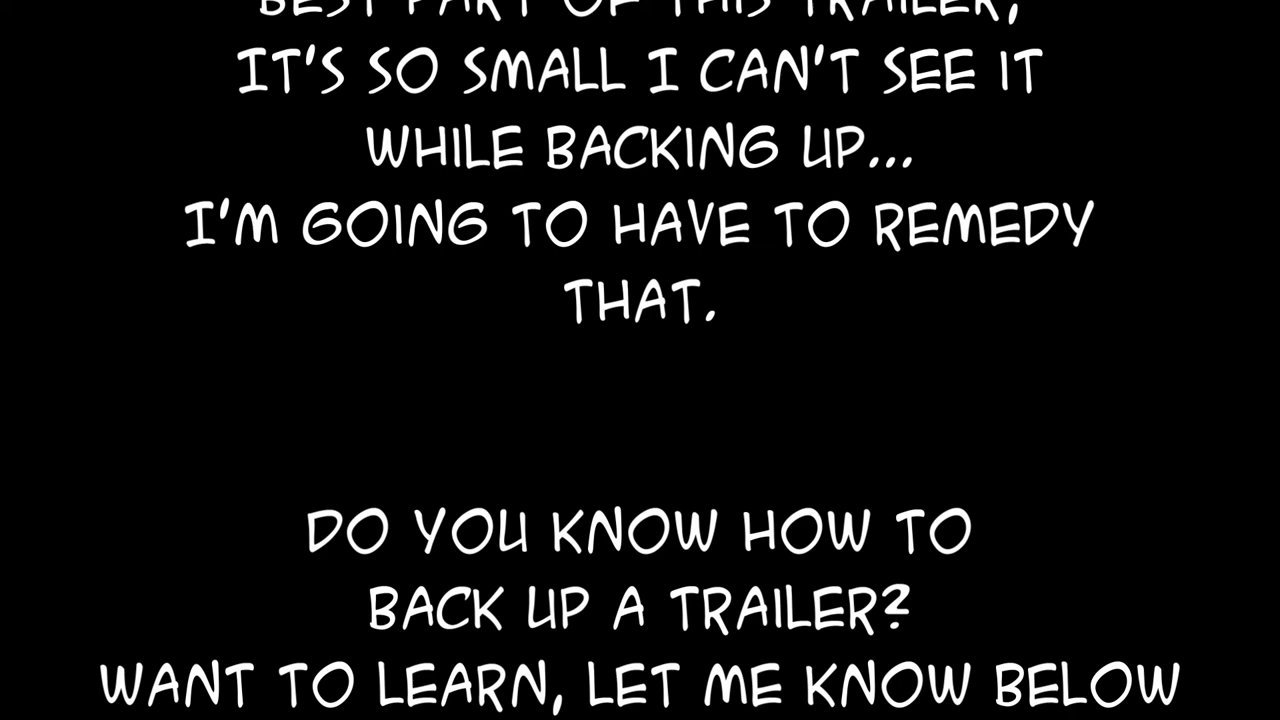 BEST PART OF THIS TRAILER,
IT'S SO SMALL I CAN'T SEE IT
WHILE BACKING UP...
I'M GOING TO HAVE TO REMEDY
THAT.
DO YOU KNOW HOW TO
BACK UP A TRAILER?
WANT TO LEARN, LET ME KNOW BELOW